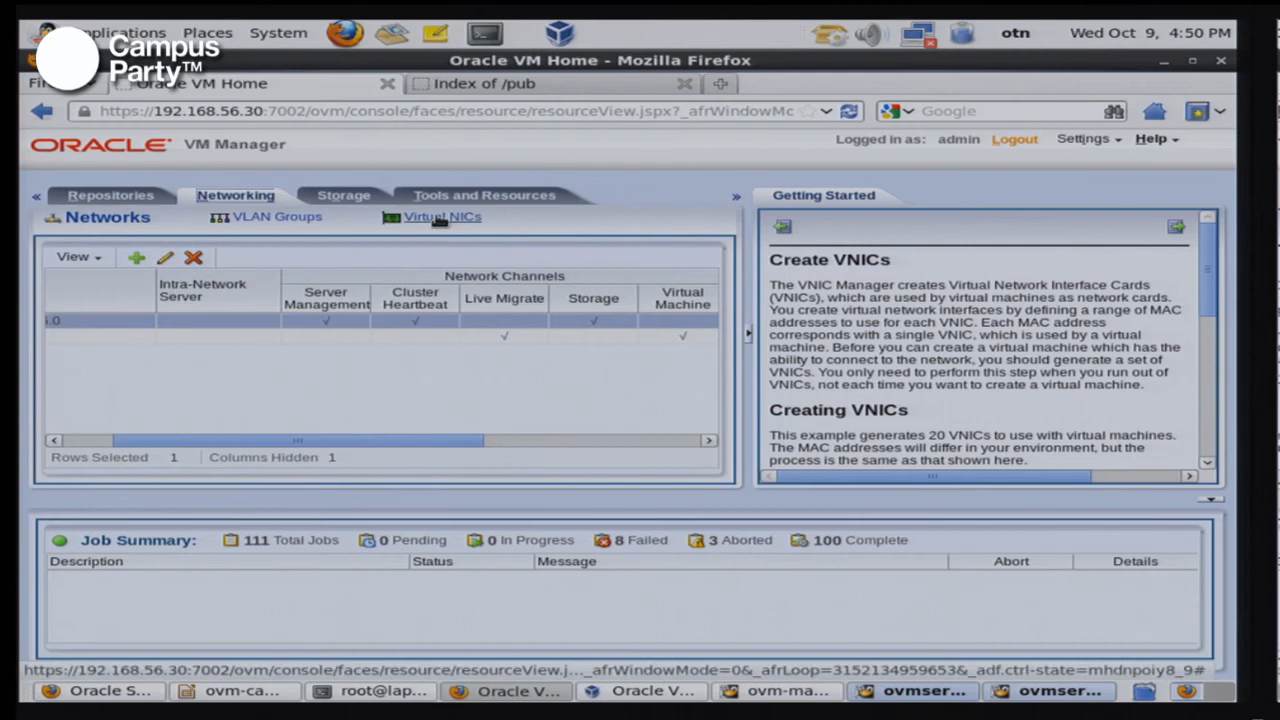 Applications Places System
otn
Wed Oct 9, 4:50 PM
Campus
Party™
Oracle VM Home - Mozilla Firefox
Oracle VM Home
Index of /pub
https://192.168.56.30:7002/ovm/console/faces/resource/resourceView.jspx?_afrWindowMc
Google
ORACLE VM Manager
Logged in as: admin Logout Settings Help
« Repositories Networking Storage Tools and Resources »
Getting Started
Networks VLAN Groups Virtual NICs
View
Intra-Network
Server
Network Channels
Server
Management
Cluster
Heartbeat
Live Migrate
Storage
Virtual
Machine
.0 √ √ √
√ √
Rows Selected 1 Columns Hidden 1
Create VNICs
The VNIC Manager creates Virtual Network Interface Cards
(VNICs), which are used by virtual machines as network cards.
You create virtual network interfaces by defining a range of MAC
addresses to use for each VNIC. Each MAC address
corresponds with a single VNIC, which is used by a virtual
machine. Before you can create a virtual machine which has the
ability to connect to the network, you should generate a set of
VNICs. You only need to perform this step when you run out of
VNICs, not each time you want to create a virtual machine.
Creating VNICs
This example generates 20 VNICs to use with virtual machines.
The MAC addresses will differ in your environment, but the
process is the same as that shown here.
Job Summary: 111 Total Jobs 0 Pending 0 In Progress 8 Failed 3 Aborted 100 Complete
Description Status Message Abort Details
https://192.168.56.30:7002/ovm/console/faces/resource/resourceView.j..._afrWindowMode=0&_afrLoop=3152134959653&_adf.ctrl-state=mhdnpoiy8_9#
Oracle S... ovm-ca... root@lap... Oracle V... Oracle V... ovm-ma... ovmser... ovmser...